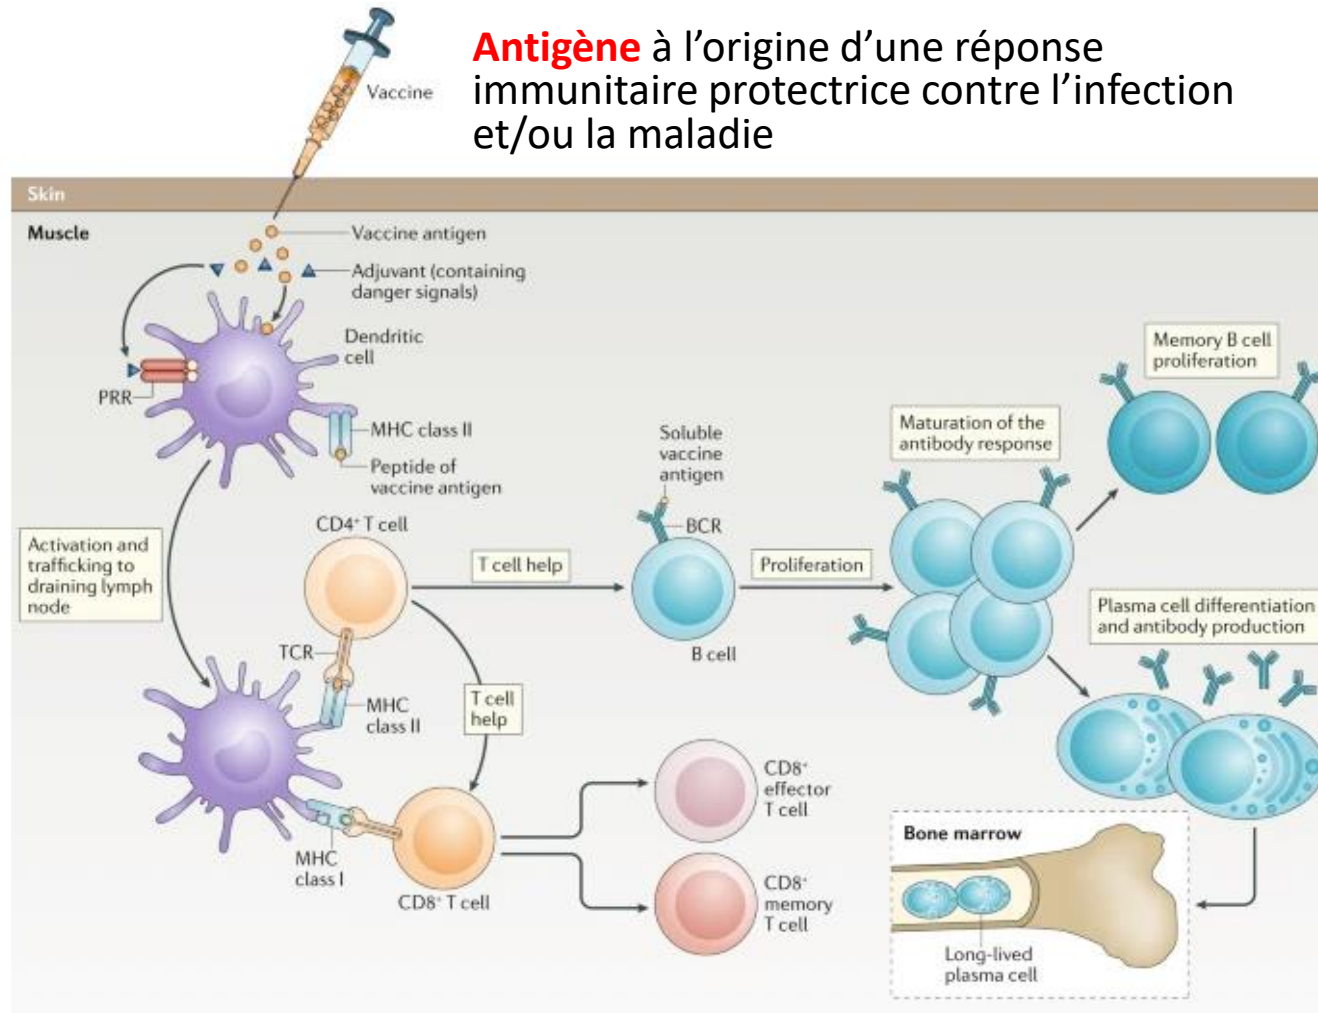 Antigène à l’origine d’une réponse
immunitaire protectrice contre l’infection
et/ou la maladie
Vaccine
Skin
Muscle
Vaccine antigen
Adjuvant (containing
danger signals)
Dendritic
cell
PRR
MHC class II
Peptide of
vaccine antigen
Activation and
trafficking to
draining lymph
node
CD4+ T cell
TCR
MHC
class II
T cell help
T cell
help
MHC
class I
CD8+ T cell
CD8+
effector
T cell
CD8+
memory
T cell
Soluble
vaccine
antigen
BCR
B cell
Proliferation
Maturation of the
antibody response
Memory B cell
proliferation
Plasma cell differentiation
and antibody production
Bone marrow
Long-lived
plasma cell